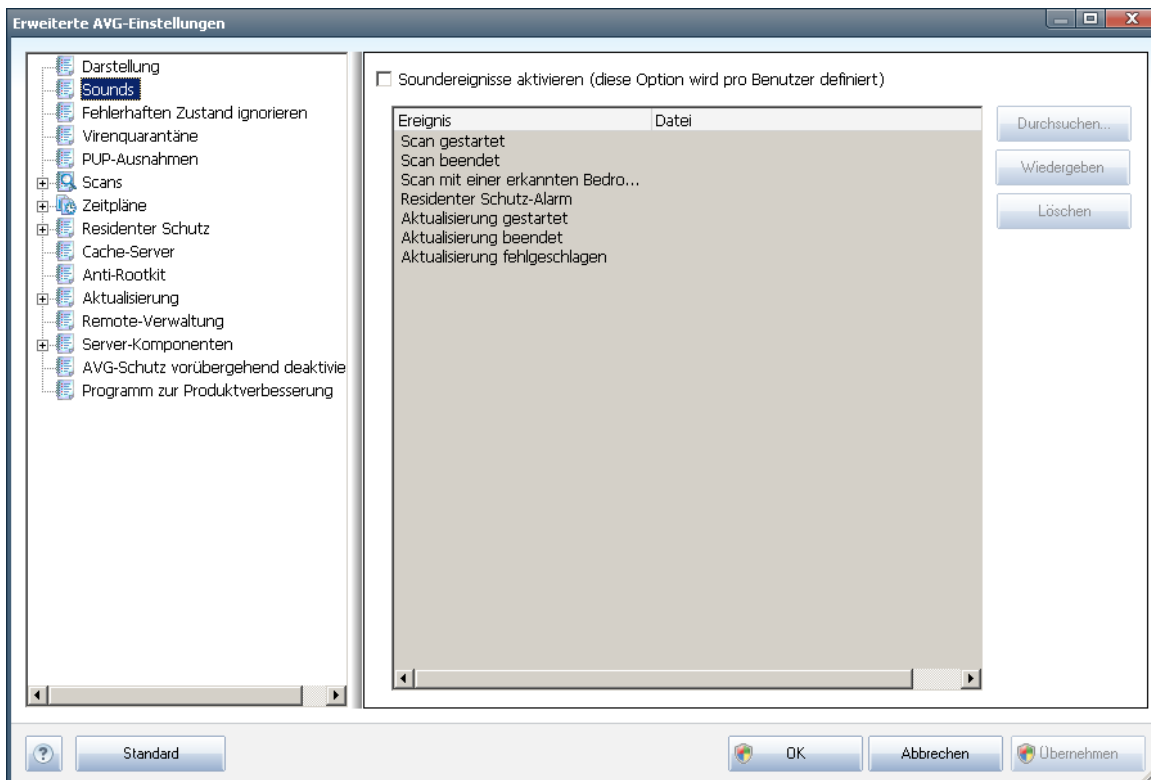 Erweiterte AVG-Einstellungen
Darstellung
Sounds
Fehlerhaften Zustand ignorieren
Virenquarantäne
PUP-Ausnahmen
Scans
Zeitpläne
Residenter Schutz
Cache-Server
Anti-Rootkit
Aktualisierung
Remote-Verwaltung
Server-Komponenten
AVG-Schutz vorübergehend deaktivie
Programm zur Produktverbesserung
Soundereignisse aktivieren (diese Option wird pro Benutzer definiert)
Ereignis Datei
Scan gestartet
Scan beendet
Scan mit einer erkannten Bedro...
Residenter Schutz-Alarm
Aktualisierung gestartet
Aktualisierung beendet
Aktualisierung fehlgeschlagen
Durchsuchen...
Wiedergeben
Löschen
? Standard OK Abbrechen Übernehmen